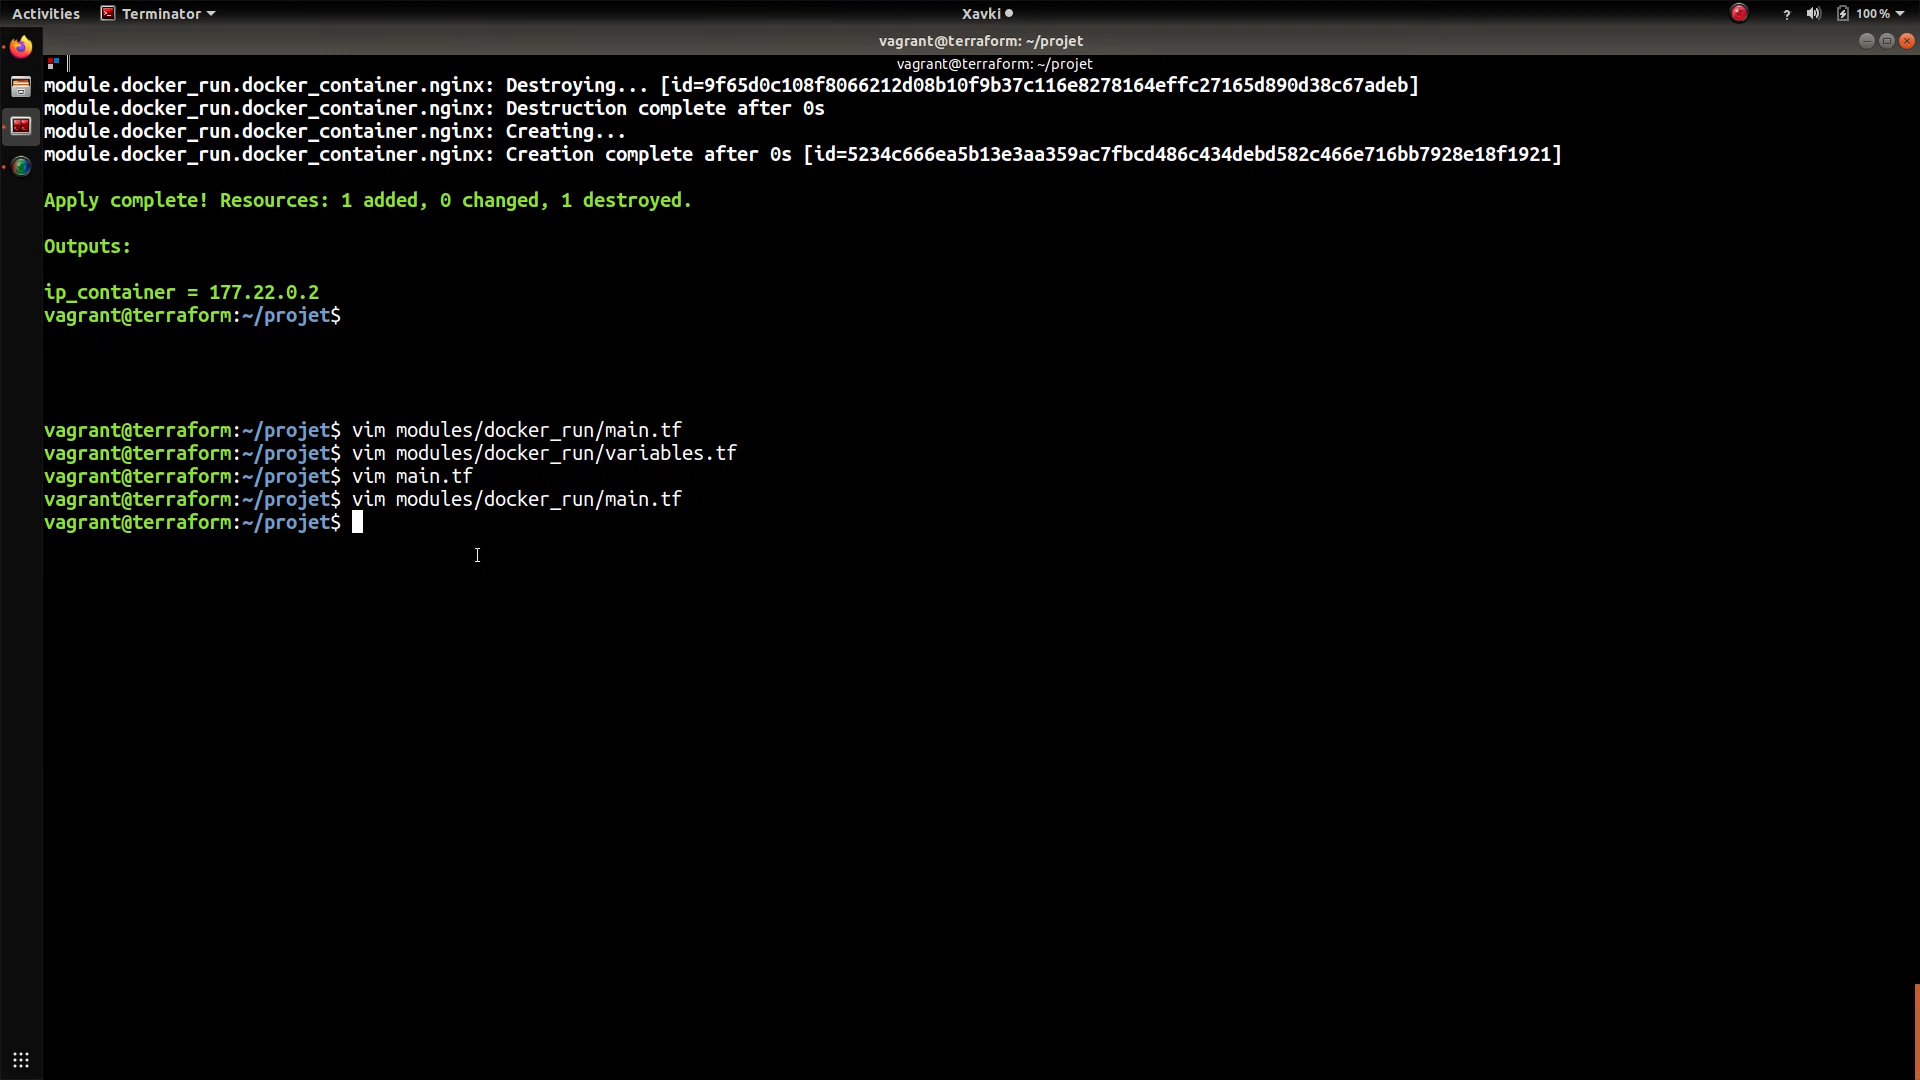 Activities Terminator Xavki ? 100 %
vagrant@terraform: ~/projet
vagrant@terraform: ~/projet
module.docker_run.docker_container.nginx: Destroying... [id=9f65d0c108f8066212d08b10f9b37c116e8278164effc27165d890d38c67adeb]
module.docker_run.docker_container.nginx: Destruction complete after 0s
module.docker_run.docker_container.nginx: Creating...
module.docker_run.docker_container.nginx: Creation complete after 0s [id=5234c666ea5b13e3aa359ac7fbcd486c434debd582c466e716bb7928e18f1921]
Apply complete! Resources: 1 added, 0 changed, 1 destroyed.
Outputs:
ip_container = 177.22.0.2
vagrant@terraform:~/projet$
vagrant@terraform:~/projet$ vim modules/docker_run/main.tf
vagrant@terraform:~/projet$ vim modules/docker_run/variables.tf
vagrant@terraform:~/projet$ vim main.tf
vagrant@terraform:~/projet$ vim modules/docker_run/main.tf
vagrant@terraform:~/projet$